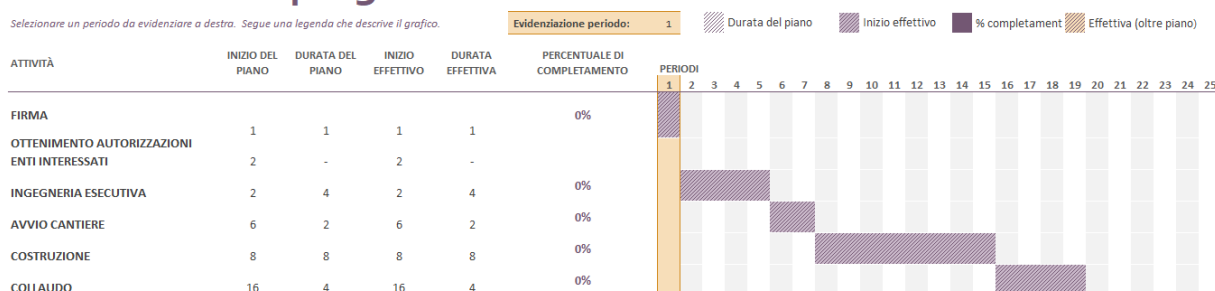 Selezionare un periodo da evidenziare a destra. Segue una legenda che descrive il grafico.
Evidenziazione periodo: 1
Durata del piano
Inizio effettivo
% completament
Effettiva (oltre piano)
ATTIVITÀ
INIZIO DEL PIANO
DURATA DEL PIANO
INIZIO EFFETTIVO
DURATA EFFETTIVA
PERCENTUALE DI COMPLETAMENTO
PERIODI
1 2 3 4 5 6 7 8 9 10 11 12 13 14 15 16 17 18 19 20 21 22 23 24 25
FIRMA 1 1 1 1 0%
OTTENIMENTO AUTORIZZAZIONI
ENTI INTERESSATI 2 - 2 -
INGEGNERIA ESECUTIVA 2 4 2 4 0%
AVVIO CANTIERE 6 2 6 2 0%
COSTRUZIONE 8 8 8 8 0%
COLLAUDO 16 4 16 4 0%